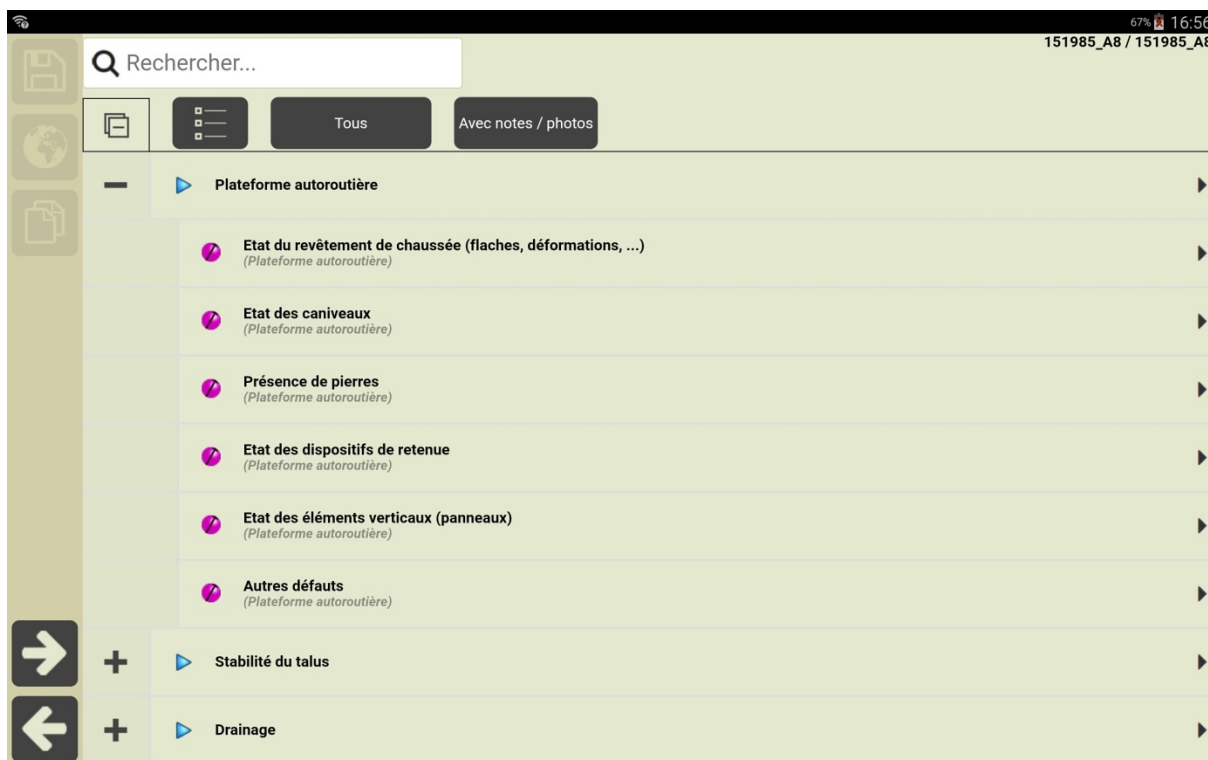 67% 16:56
151985_A8 / 151985_A8
Rechercher...
Tous
Avec notes / photos
Plateforme autoroutière
Etat du revêtement de chaussée (flaches, déformations, ...)
(Plateforme autoroutière)
Etat des caniveaux
(Plateforme autoroutière)
Présence de pierres
(Plateforme autoroutière)
Etat des dispositifs de retenue
(Plateforme autoroutière)
Etat des éléments verticaux (panneaux)
(Plateforme autoroutière)
Autres défauts
(Plateforme autoroutière)
Stabilité du talus
Drainage